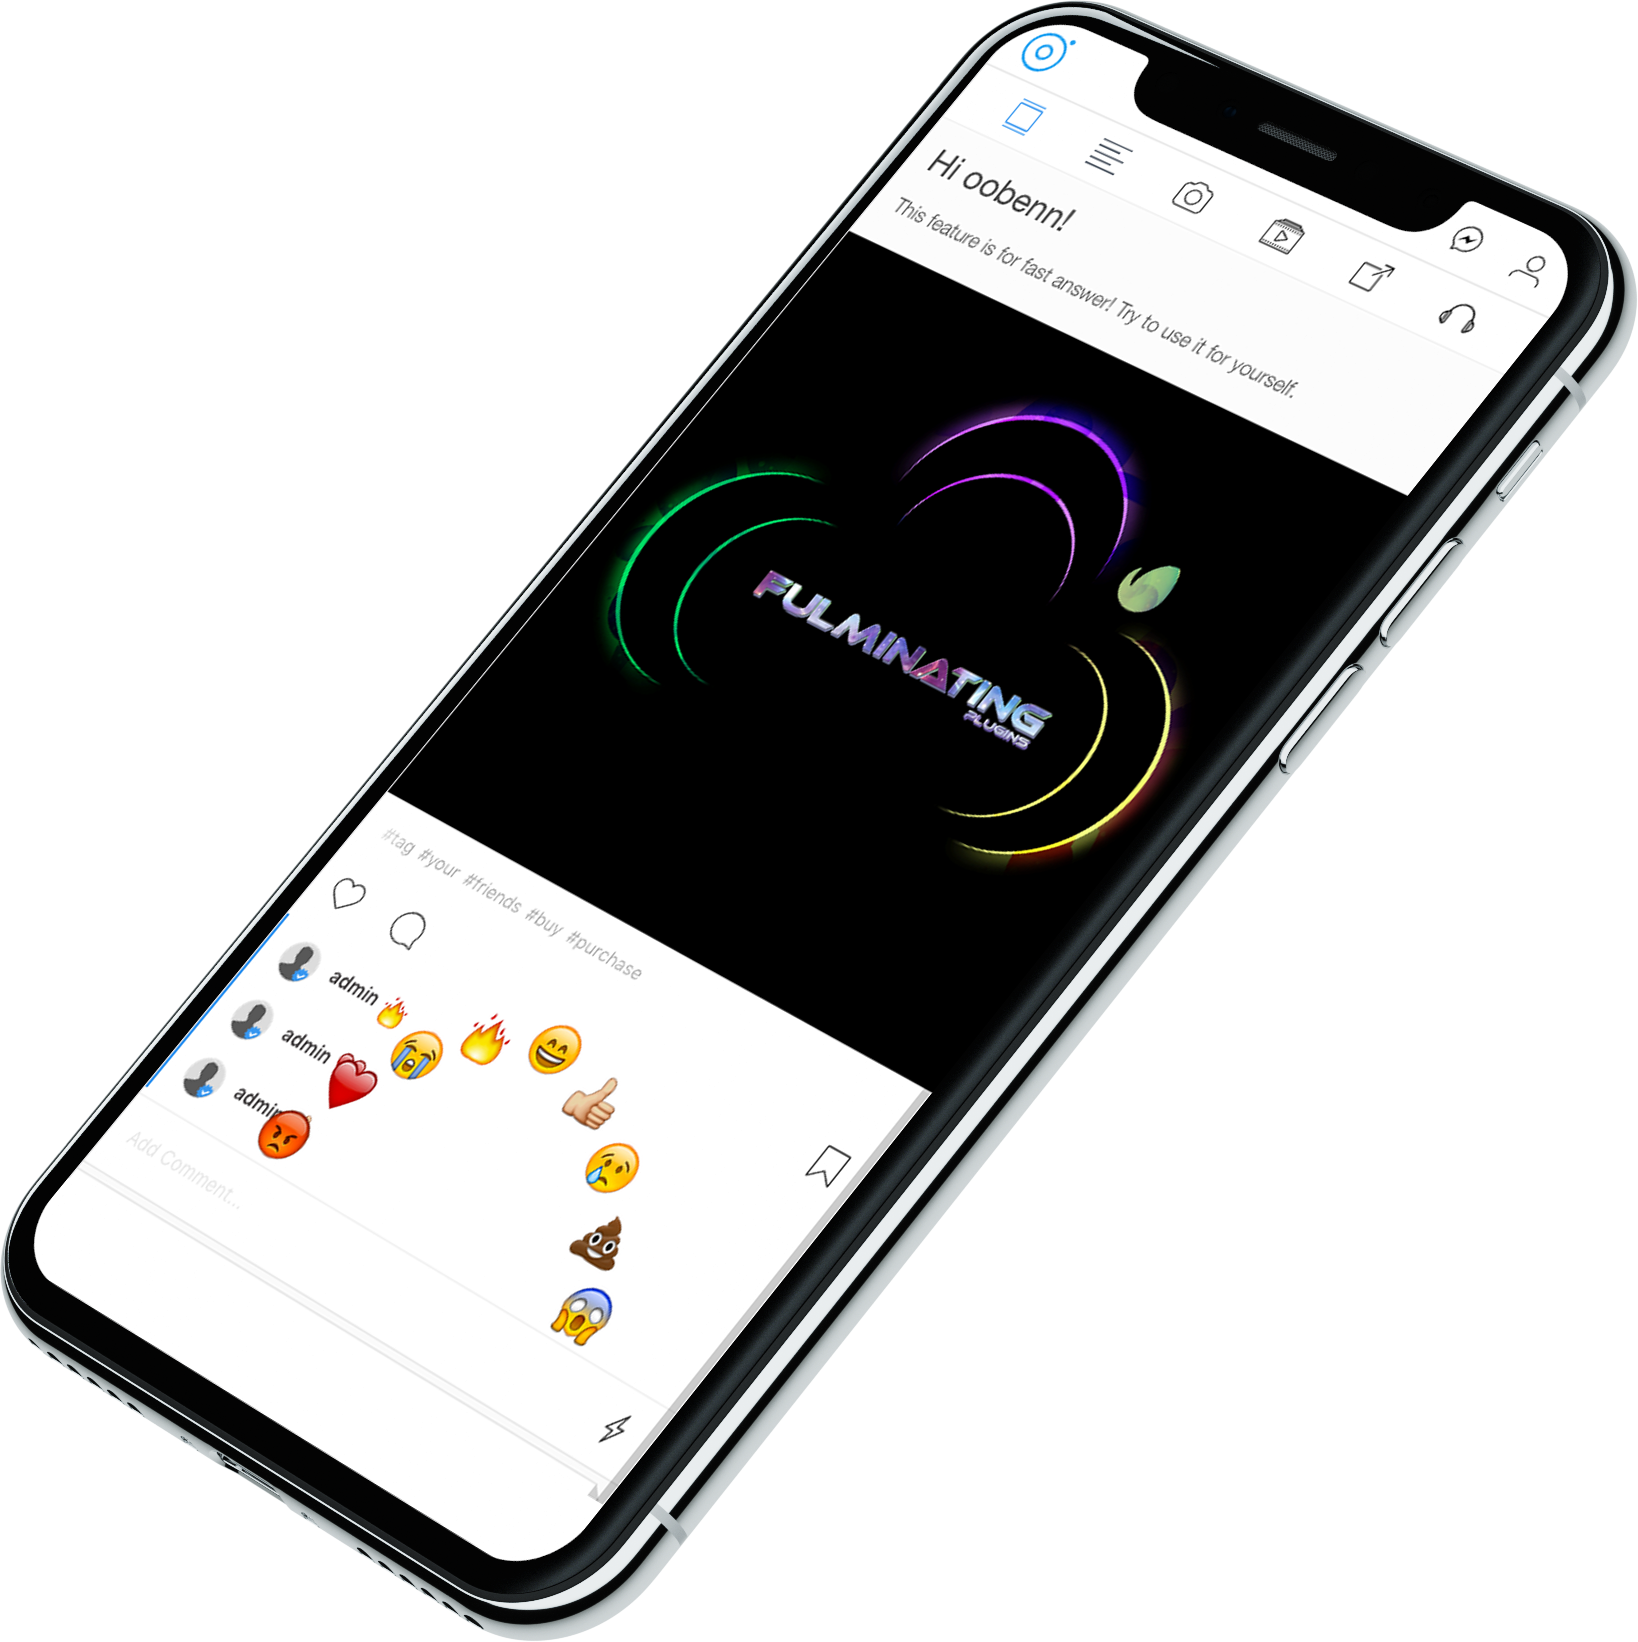 Hi oobenn!
This feature is for fast answer! Try to use it for yourself.
FULMINATING
PLUGINS
#tag #your #friends #buy #purchase
admin
admin
admin
Add Comment...